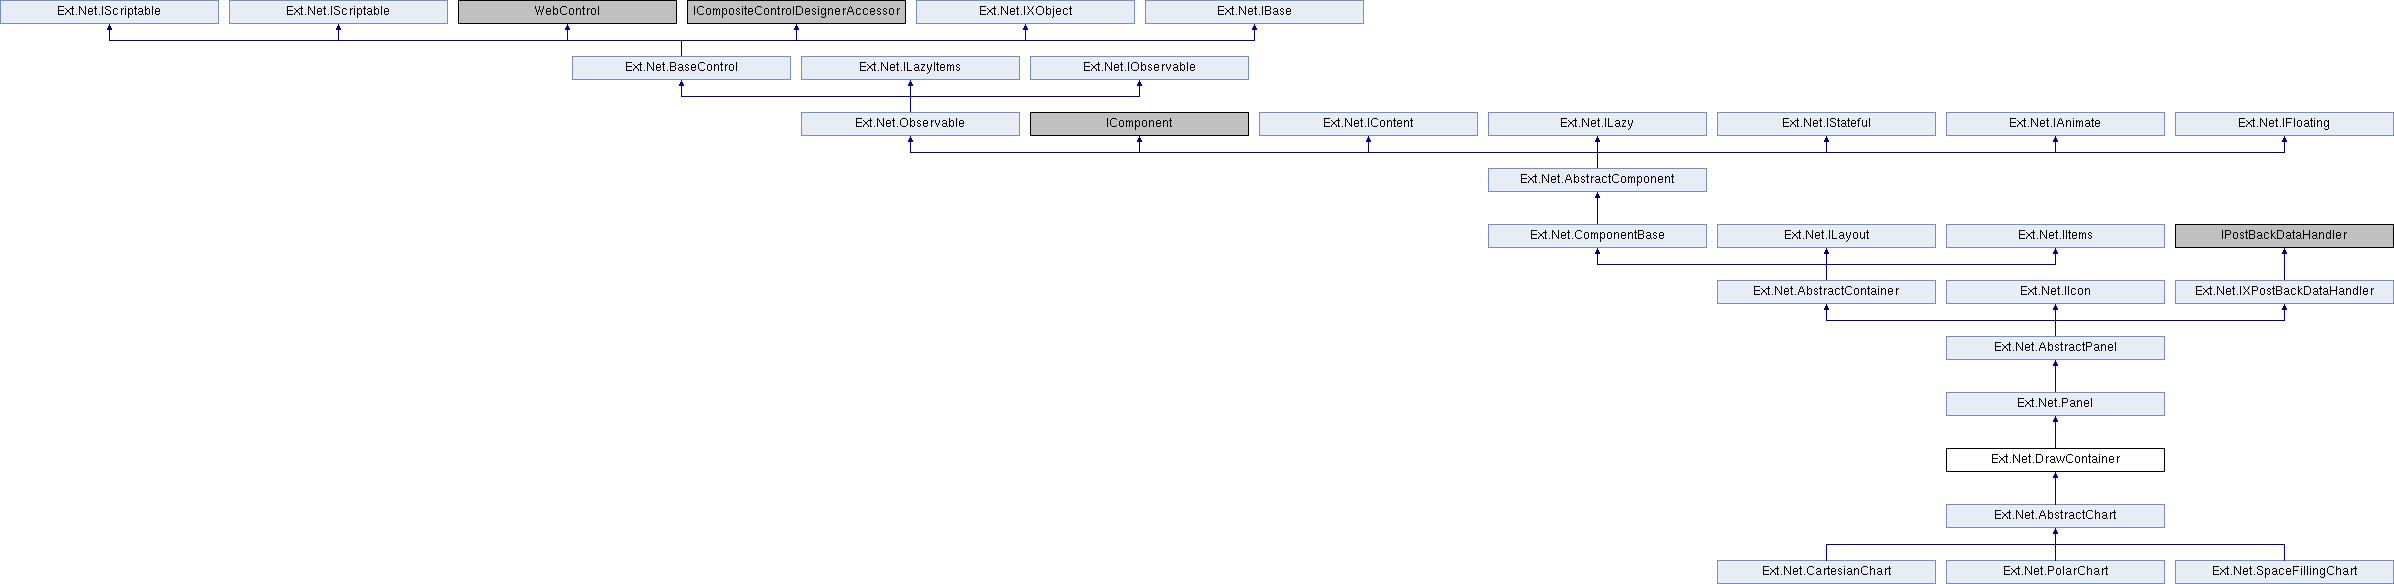 Ext.Net.IScriptable
Ext.Net.IScriptable
WebControl
ICompositeControlDesignerAccessor
Ext.Net.IXObject
Ext.Net.IBase
Ext.Net.BaseControl
Ext.Net.ILazyItems
Ext.Net.IObservable
Ext.Net.Observable
IComponent
Ext.Net.IContent
Ext.Net.ILazy
Ext.Net.IStateful
Ext.Net.IAnimate
Ext.Net.IFloating
Ext.Net.AbstractComponent
Ext.Net.ComponentBase
Ext.Net.ILayout
Ext.Net.IItems
IPostBackDataHandler
Ext.Net.AbstractContainer
Ext.Net.IIcon
Ext.Net.IXPostBackDataHandler
Ext.Net.AbstractPanel
Ext.Net.Panel
Ext.Net.DrawContainer
Ext.Net.AbstractChart
Ext.Net.CartesianChart
Ext.Net.PolarChart
Ext.Net.SpaceFillingChart